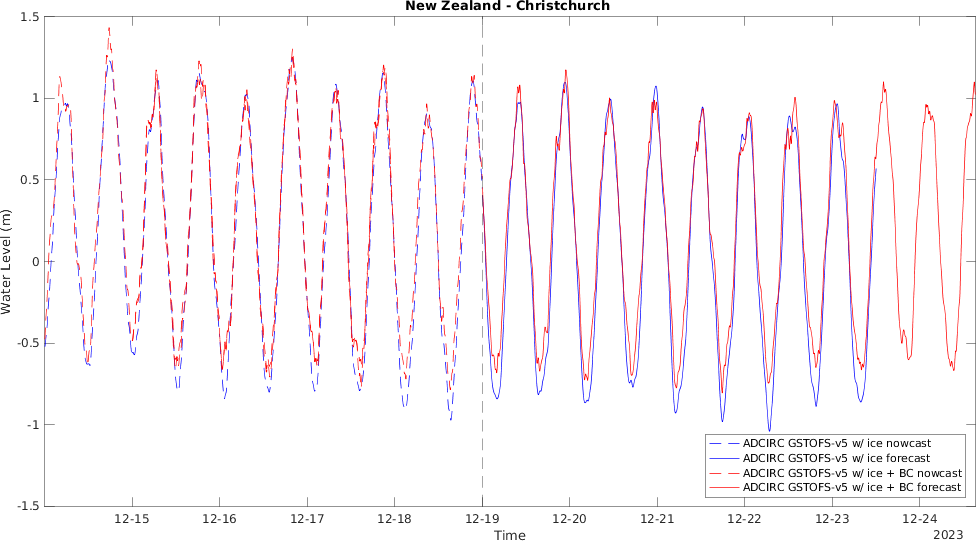 New Zealand - Christchurch
1.5
1
0.5
0
-0.5
-1
-1.5
Water Level (m)
ADCIRC GSTOFS-v5 w/ ice nowcast
ADCIRC GSTOFS-v5 w/ ice forecast
ADCIRC GSTOFS-v5 w/ ice + BC nowcast
ADCIRC GSTOFS-v5 w/ ice + BC forecast
12-15 12-16 12-17 12-18 12-19 12-20 12-21 12-22 12-23 12-24
Time
2023